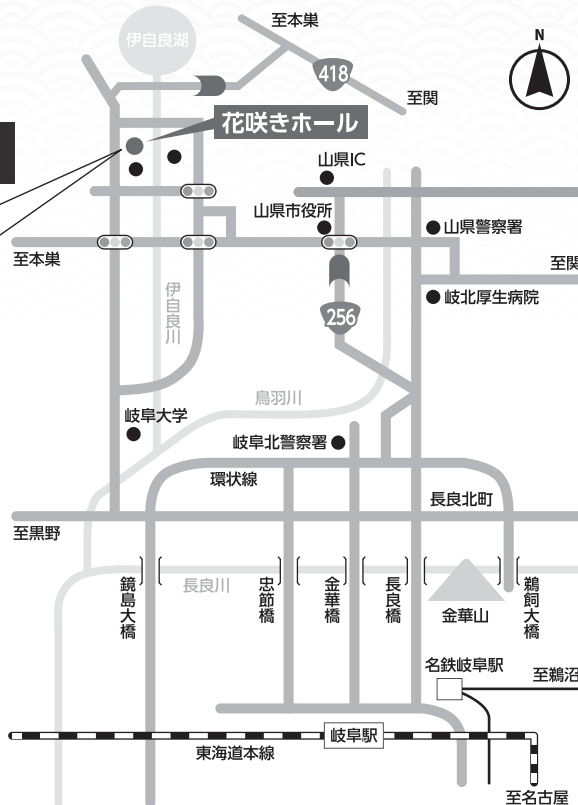 至本巣
伊自良湖
N
418
至関
花咲きホール
山県IC
山県市役所
山県警察署
至本巣
至関
伊自良川
岐北厚生病院
256
鳥羽川
岐阜大学
岐阜北警察署
環状線
長良北町
至黒野
長良川
鏡島大橋
忠節橋
金華橋
長良橋
金華山
鵜飼大橋
名鉄岐阜駅
至鵜沼
岐阜駅
東海道本線
至名古屋